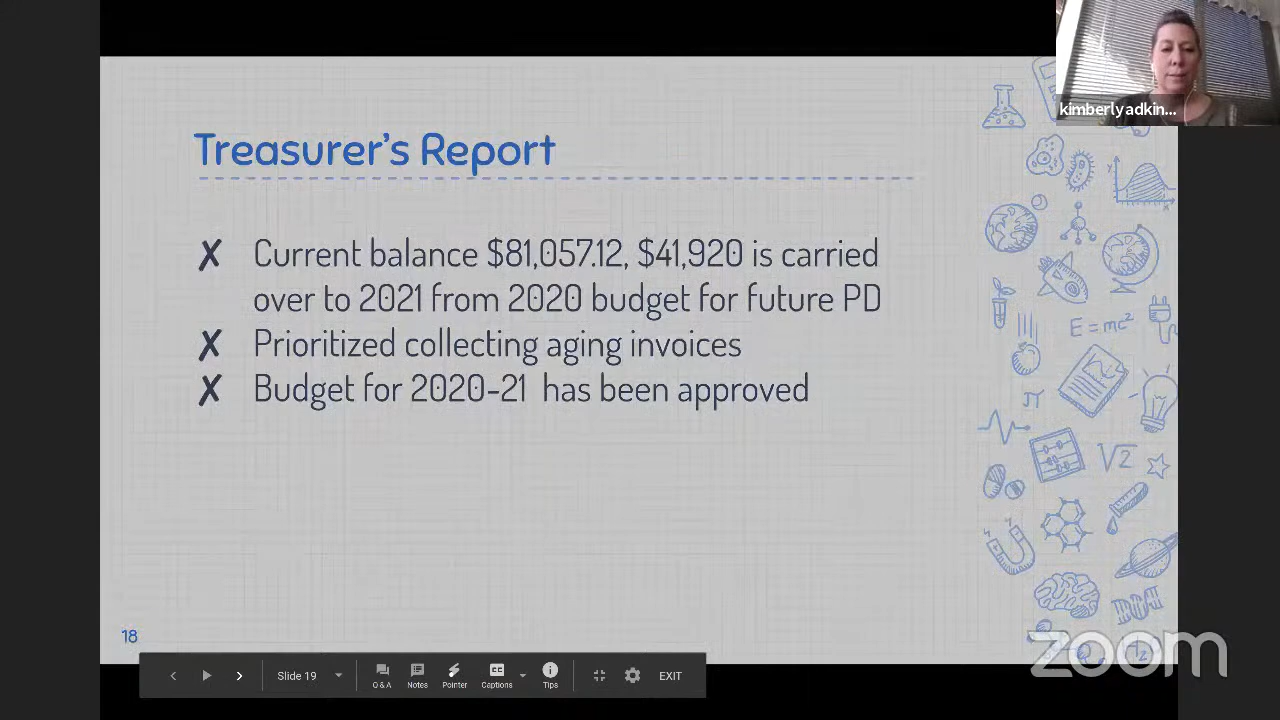 kimberly adkin...
Treasurer's Report
✗ Current balance $81,057.12, $41,920 is carried
over to 2021 from 2020 budget for future PD
✗ Prioritized collecting aging invoices
✗ Budget for 2020-21 has been approved
E=mc²
π
√2
18
zoom
Slide 19
Q & A
Notes
Pointer
Captions
Tips
EXIT